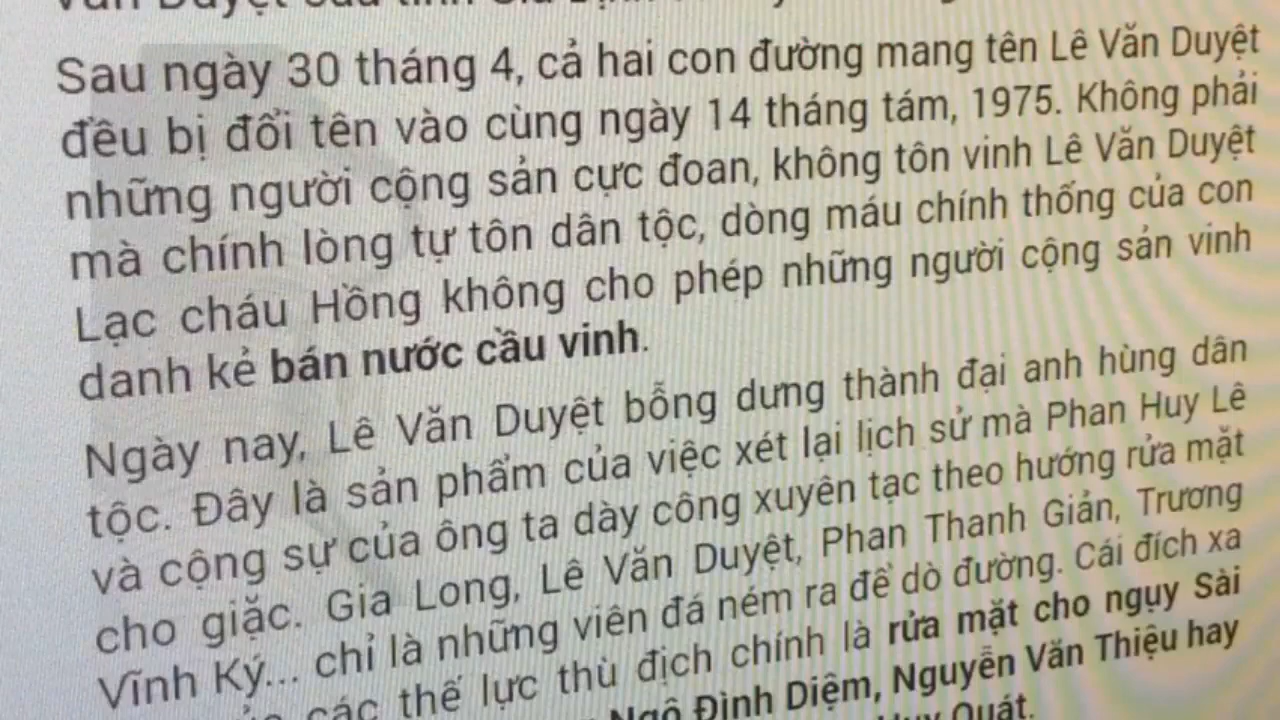 Sau ngày 30 tháng 4, cả hai con đường mang tên Lê Văn Duyệt
đều bị đổi tên vào cùng ngày 14 tháng tám, 1975. Không phải
những người cộng sản cực đoan, không tôn vinh Lê Văn Duyệt
mà chính lòng tự tôn dân tộc, dòng máu chính thống của con
Lạc cháu Hồng không cho phép những người cộng sản vinh
danh kẻ bán nước cầu vinh.
Ngày nay, Lê Văn Duyệt bỗng dưng thành đại anh hùng dân
tộc. Đây là sản phẩm của việc xét lại lịch sử mà Phan Huy Lê
và cộng sự của ông ta dày công xuyên tạc theo hướng rửa mặt
cho giặc. Gia Long, Lê Văn Duyệt, Phan Thanh Giản, Trương
Vĩnh Ký... chỉ là những viên đá ném ra để dò đường. Cái đích xa
các thế lực thù địch chính là rửa mặt cho ngụy Sài
Ngô Đình Diệm, Nguyễn Văn Thiệu hay
Quát.